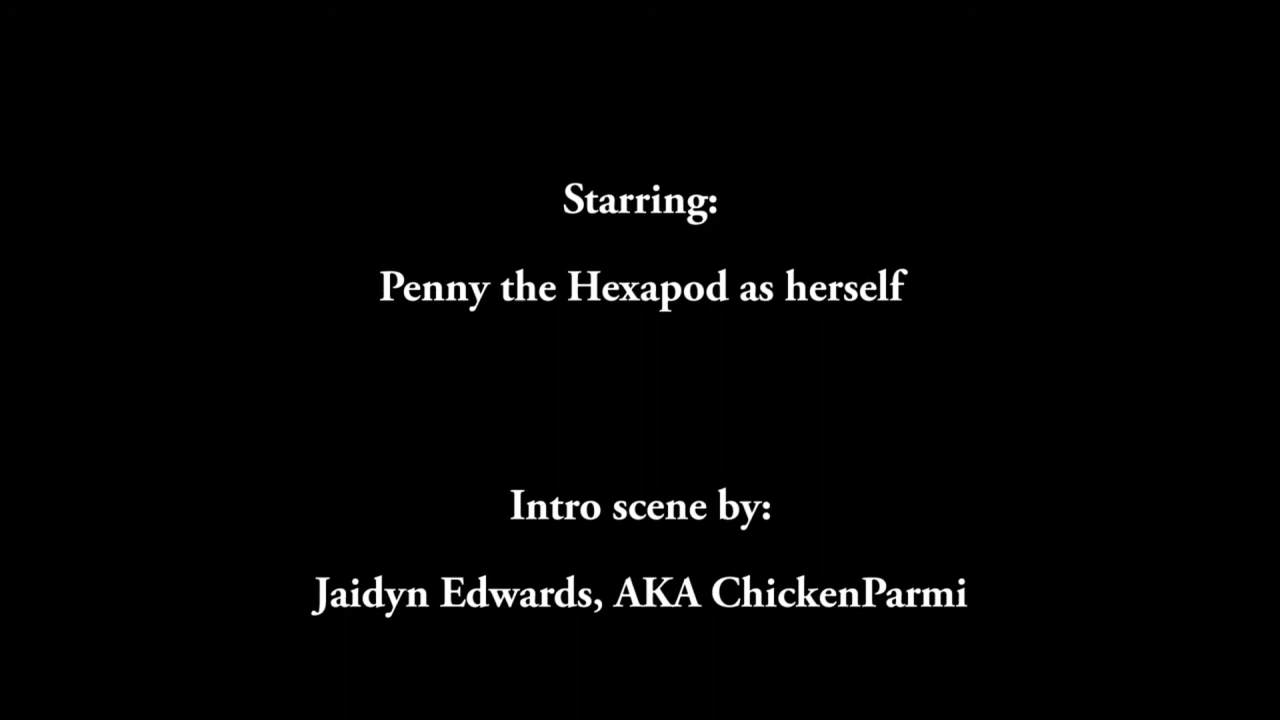 Starring:
Penny the Hexapod as herself
Intro scene by:
Jaidyn Edwards, AKA ChickenParmi